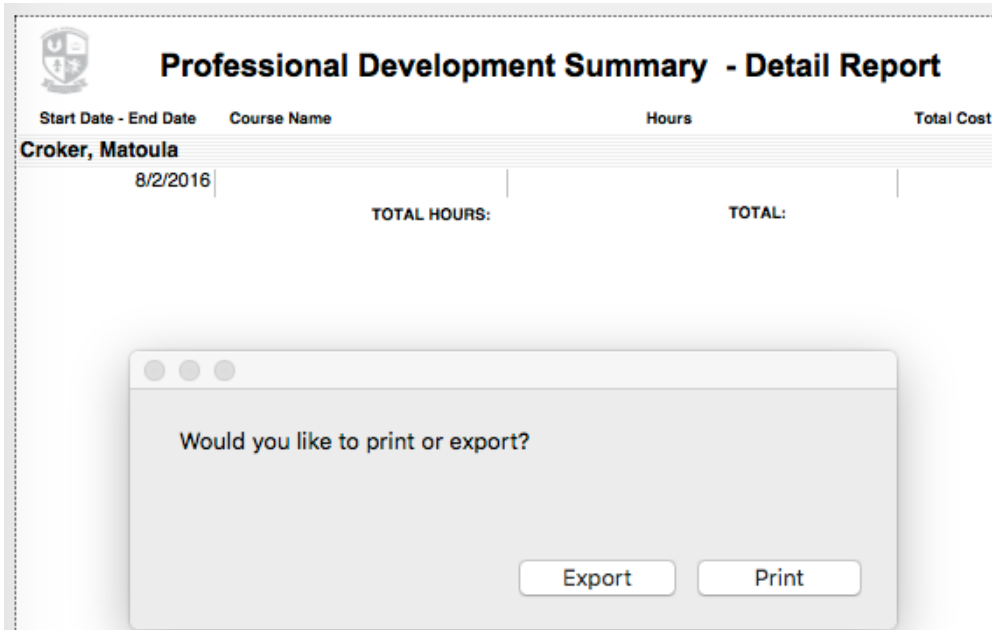 Professional Development Summary - Detail Report
Start Date - End Date Course Name Hours Total Cost
Croker, Matoula
8/2/2016
TOTAL HOURS: TOTAL:
Would you like to print or export?
Export Print